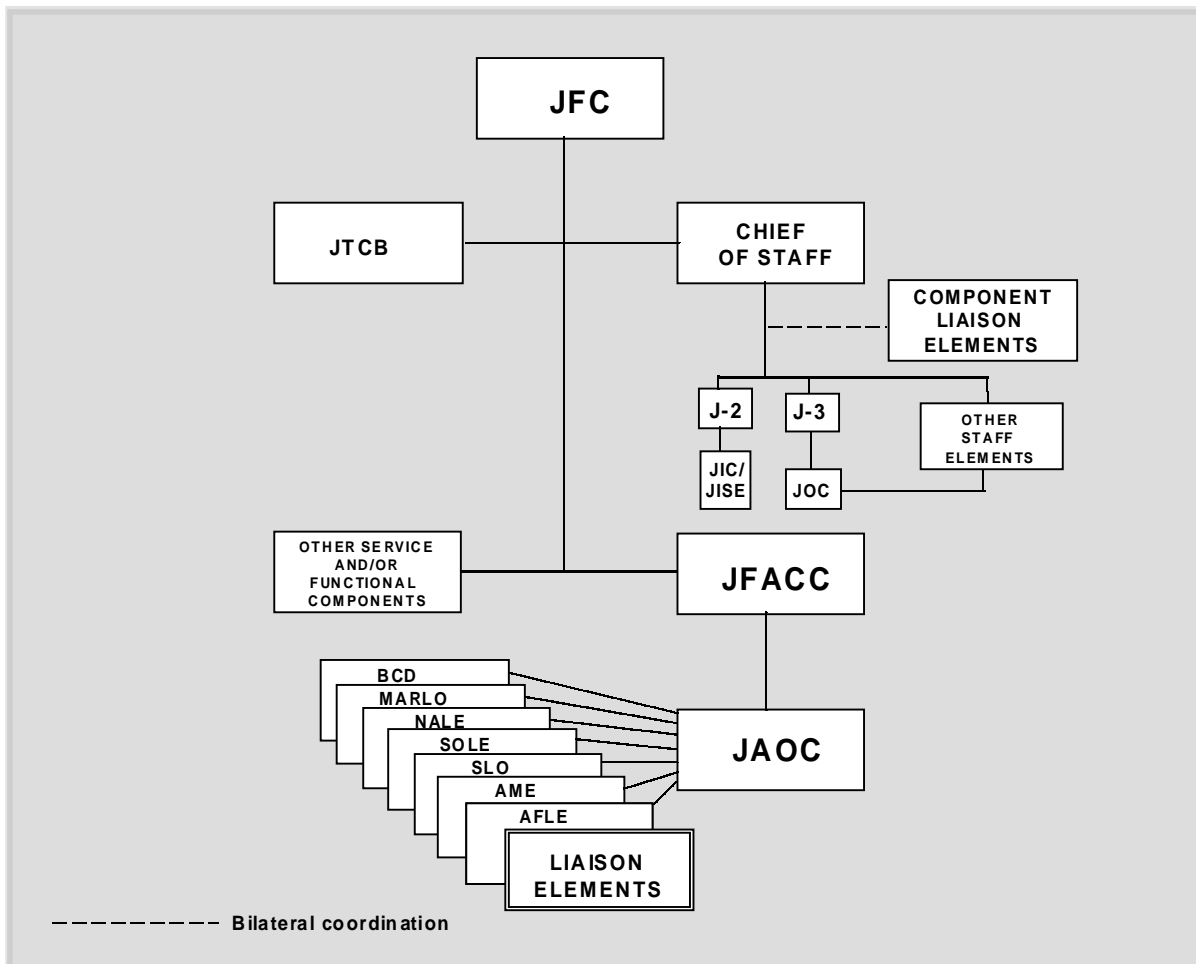 JFC
JTCB
CHIEF
OF STAFF
COMPONENT
LIAISON
ELEMENTS
J-2
J-3
OTHER
STAFF
ELEMENTS
JIC/
JISE
JOC
OTHER SERVICE
AND/OR
FUNCTIONAL
COMPONENTS
JFACC
BCD
MARLO
NALE
SOLE
SLO
AME
AFLE
LIAISON
ELEMENTS
JAOC
Bilateral coordination